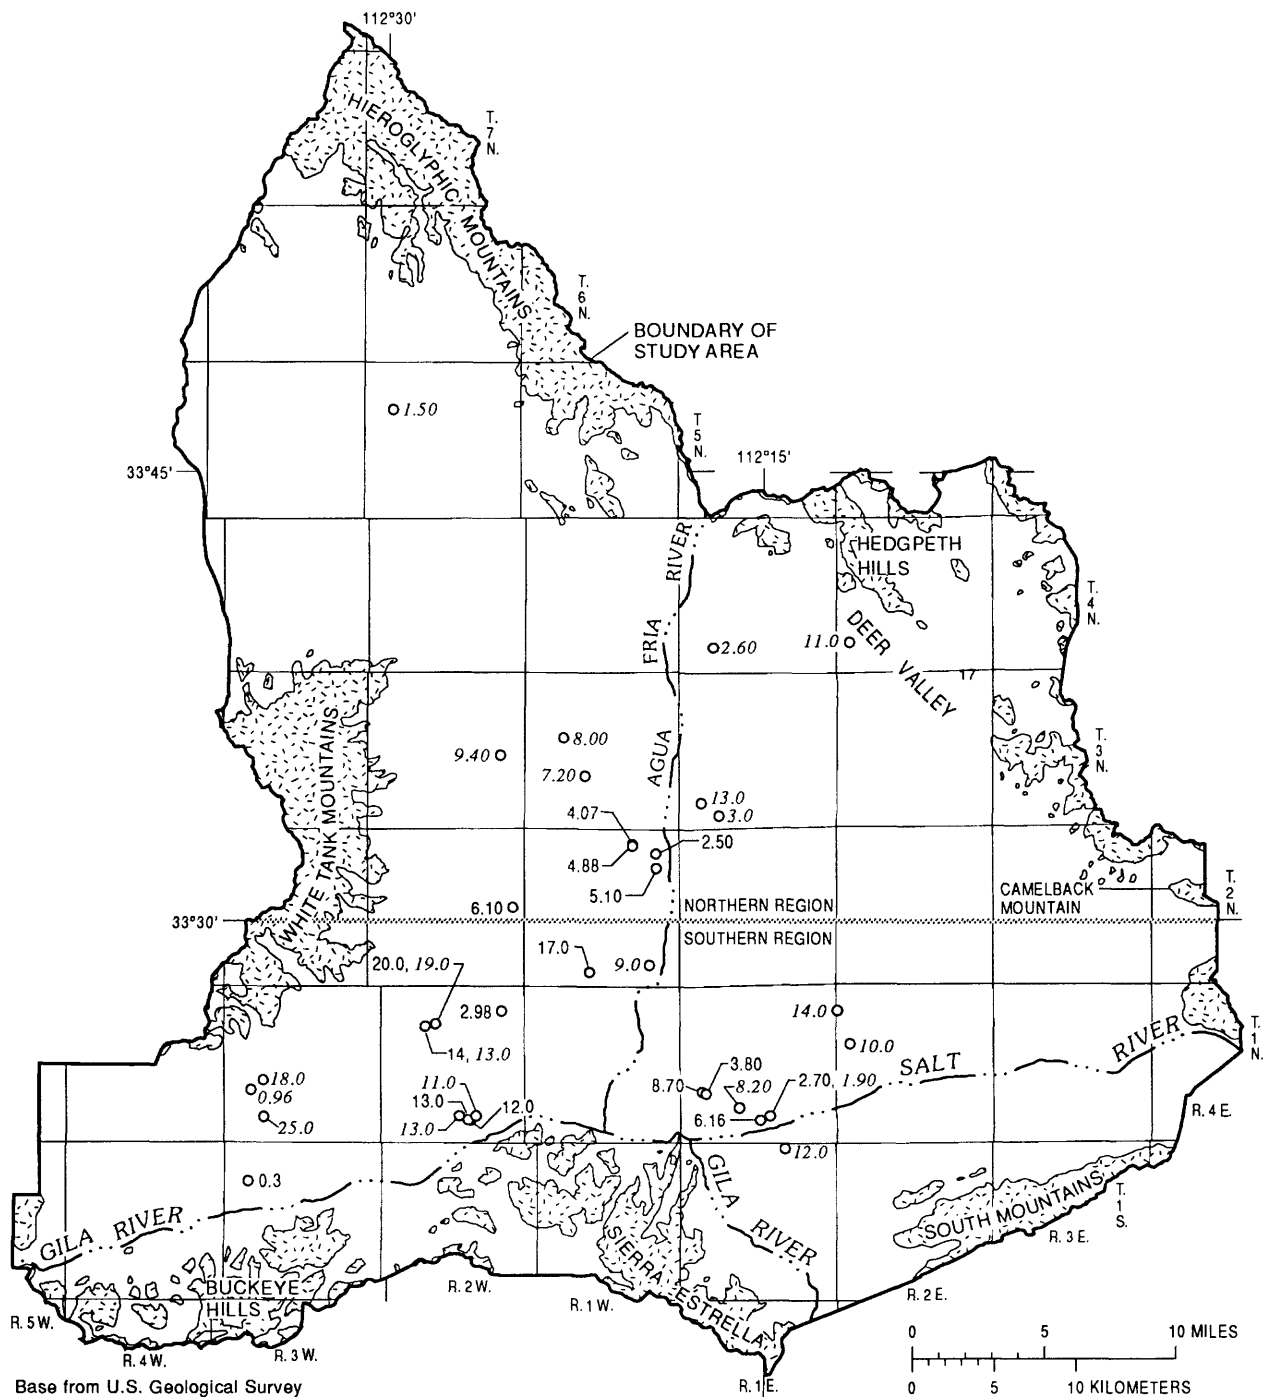 112°30'
HIEROGLYPHIC MOUNTAINS
T.
7
N.
T.
6
N.
BOUNDARY OF
STUDY AREA
1.50
T
5
N.
33°45'
112°15'
AGUA FRIA RIVER
HEDGPETH
HILLS
T.
4
N.
DEER VALLEY
2.60
11.0
17
WHITE TANK MOUNTAINS
8.00
9.40
7.20
T.
3
N.
13.0
3.0
4.07
2.50
4.88
5.10
CAMELBACK
MOUNTAIN
T.
2
N.
6.10
NORTHERN REGION
33°30'
SOUTHERN REGION
17.0
9.0
20.0, 19.0
2.98
14.0
14, 13.0
10.0
SALT RIVER
T.
1
N.
3.80
18.0
0.96
11.0
8.70
8.20
2.70, 1.90
13.0
12.0
6.16
R. 4 E.
25.0
13.0
12.0
0.3
GILA RIVER
GILA RIVER
SOUTH MOUNTAINS
T.
1
S.
R. 3 E.
SIERRA ESTRELLA
BUCKEYE
HILLS
R. 2 W.
R. 1 W.
R. 2 E.
R. 5 W.
R. 4 W.
R. 3 W.
R. 1 E.
0 5 10 MILES
0 5 10 KILOMETERS
Base from U.S. Geological Survey